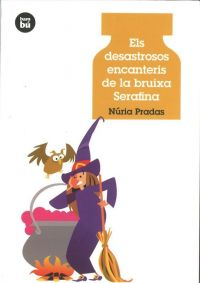 bam
bú
Els
desastrosos
encanteris
de la bruixa
Serafina
Núria Pradas